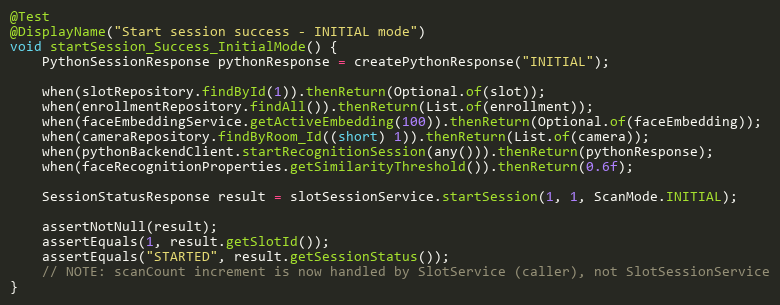 @Test
@DisplayName("Start session success - INITIAL mode")
void startSession_Success_InitialMode() {
    PythonSessionResponse pythonResponse = createPythonResponse("INITIAL");

    when(slotRepository.findById(1)).thenReturn(Optional.of(slot));
    when(enrollmentRepository.findAll()).thenReturn(List.of(enrollment));
    when(faceEmbeddingService.getActiveEmbedding(100)).thenReturn(Optional.of(faceEmbedding));
    when(cameraRepository.findByRoom_Id((short) 1)).thenReturn(List.of(camera));
    when(pythonBackendClient.startRecognitionSession(any())).thenReturn(pythonResponse);
    when(faceRecognitionProperties.getSimilarityThreshold()).thenReturn(0.6f);

    SessionStatusResponse result = slotSessionService.startSession(1, 1, ScanMode.INITIAL);

    assertNotNull(result);
    assertEquals(1, result.getSlotId());
    assertEquals("STARTED", result.getSessionStatus());
    // NOTE: scanCount increment is now handled by SlotService (caller), not SlotSessionService
}